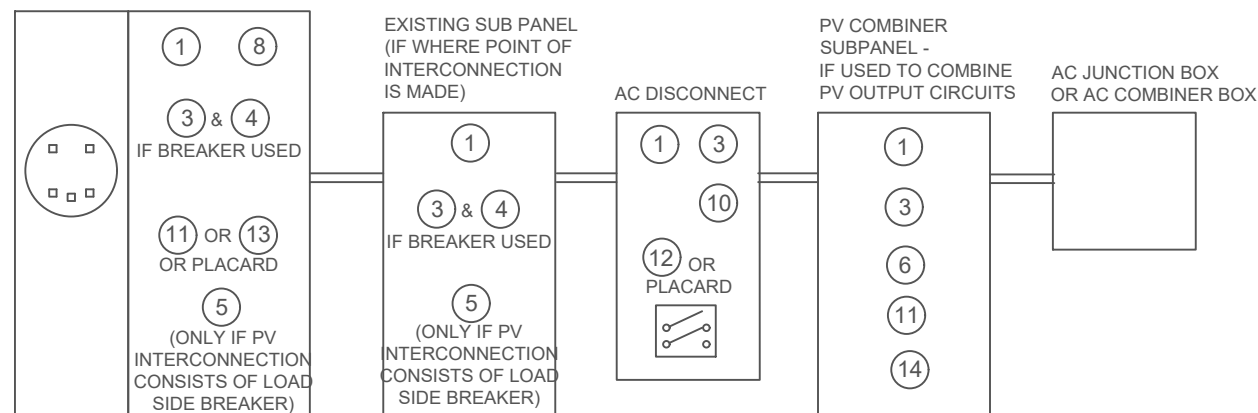 1 8
3 & 4
IF BREAKER USED
11 OR 13
OR PLACARD
5
(ONLY IF PV
INTERCONNECTION
CONSISTS OF LOAD
SIDE BREAKER)
EXISTING SUB PANEL
(IF WHERE POINT OF
INTERCONNECTION
IS MADE)
1
3 & 4
IF BREAKER USED
5
(ONLY IF PV
INTERCONNECTION
CONSISTS OF LOAD
SIDE BREAKER)
AC DISCONNECT
1 3
10
12 OR
PLACARD
PV COMBINER
SUBPANEL -
IF USED TO COMBINE
PV OUTPUT CIRCUITS
1
3
6
11
14
AC JUNCTION BOX
OR AC COMBINER BOX